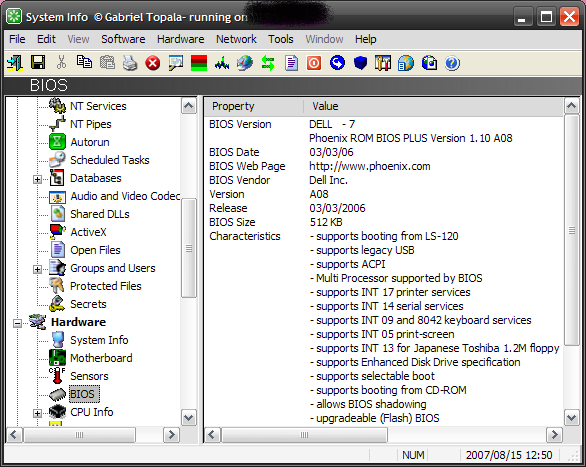 System Info © Gabriel Topala- running on
File Edit View Software Hardware Network Tools Window Help
BIOS
NT Services
NT Pipes
Autorun
Scheduled Tasks
Databases
Audio and Video Codec
Shared DLLs
ActiveX
Open Files
Groups and Users
Protected Files
Secrets
Hardware
System Info
Motherboard
Sensors
BIOS
CPU Info
Property Value
BIOS Version DELL - 7
Phoenix ROM BIOS PLUS Version 1.10 A08
BIOS Date 03/03/06
BIOS Web Page http://www.phoenix.com
BIOS Vendor Dell Inc.
Version A08
Release 03/03/2006
BIOS Size 512 KB
Characteristics - supports booting from LS-120
- supports legacy USB
- supports ACPI
- Multi Processor supported by BIOS
- supports INT 17 printer services
- supports INT 14 serial services
- supports INT 09 and 8042 keyboard services
- supports INT 05 print-screen
- supports INT 13 for Japanese Toshiba 1.2M floppy
- supports Enhanced Disk Drive specification
- supports selectable boot
- supports booting from CD-ROM
- allows BIOS shadowing
- upgradeable (Flash) BIOS
NUM 2007/08/15 12:50